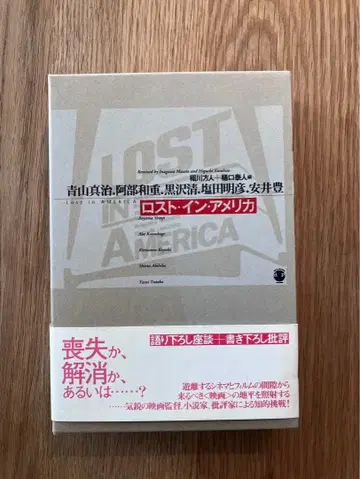 LOST
IN
AMERICA
Remixed by Inagawa Masato and Higuchi Yasuhito
稲川方人＋樋口泰人 編
青山真治、阿部和重、黒沢清、塩田明彦、安井豊
Lost in AMERICA
ロスト・イン・アメリカ
Aoyama Shinji
Abe Kazushige
Kurosawa Kiyoshi
Shiota Akihiko
Yasui Yutaka
語り下ろし座談＋書き下ろし批評
喪失か、
解消か、
あるいは……？
遊離するシネマとフィルムの間隙から
来るべき〈映画〉の地平を照射する
……気鋭の映画監督、小説家、批評家による知的挑戦！